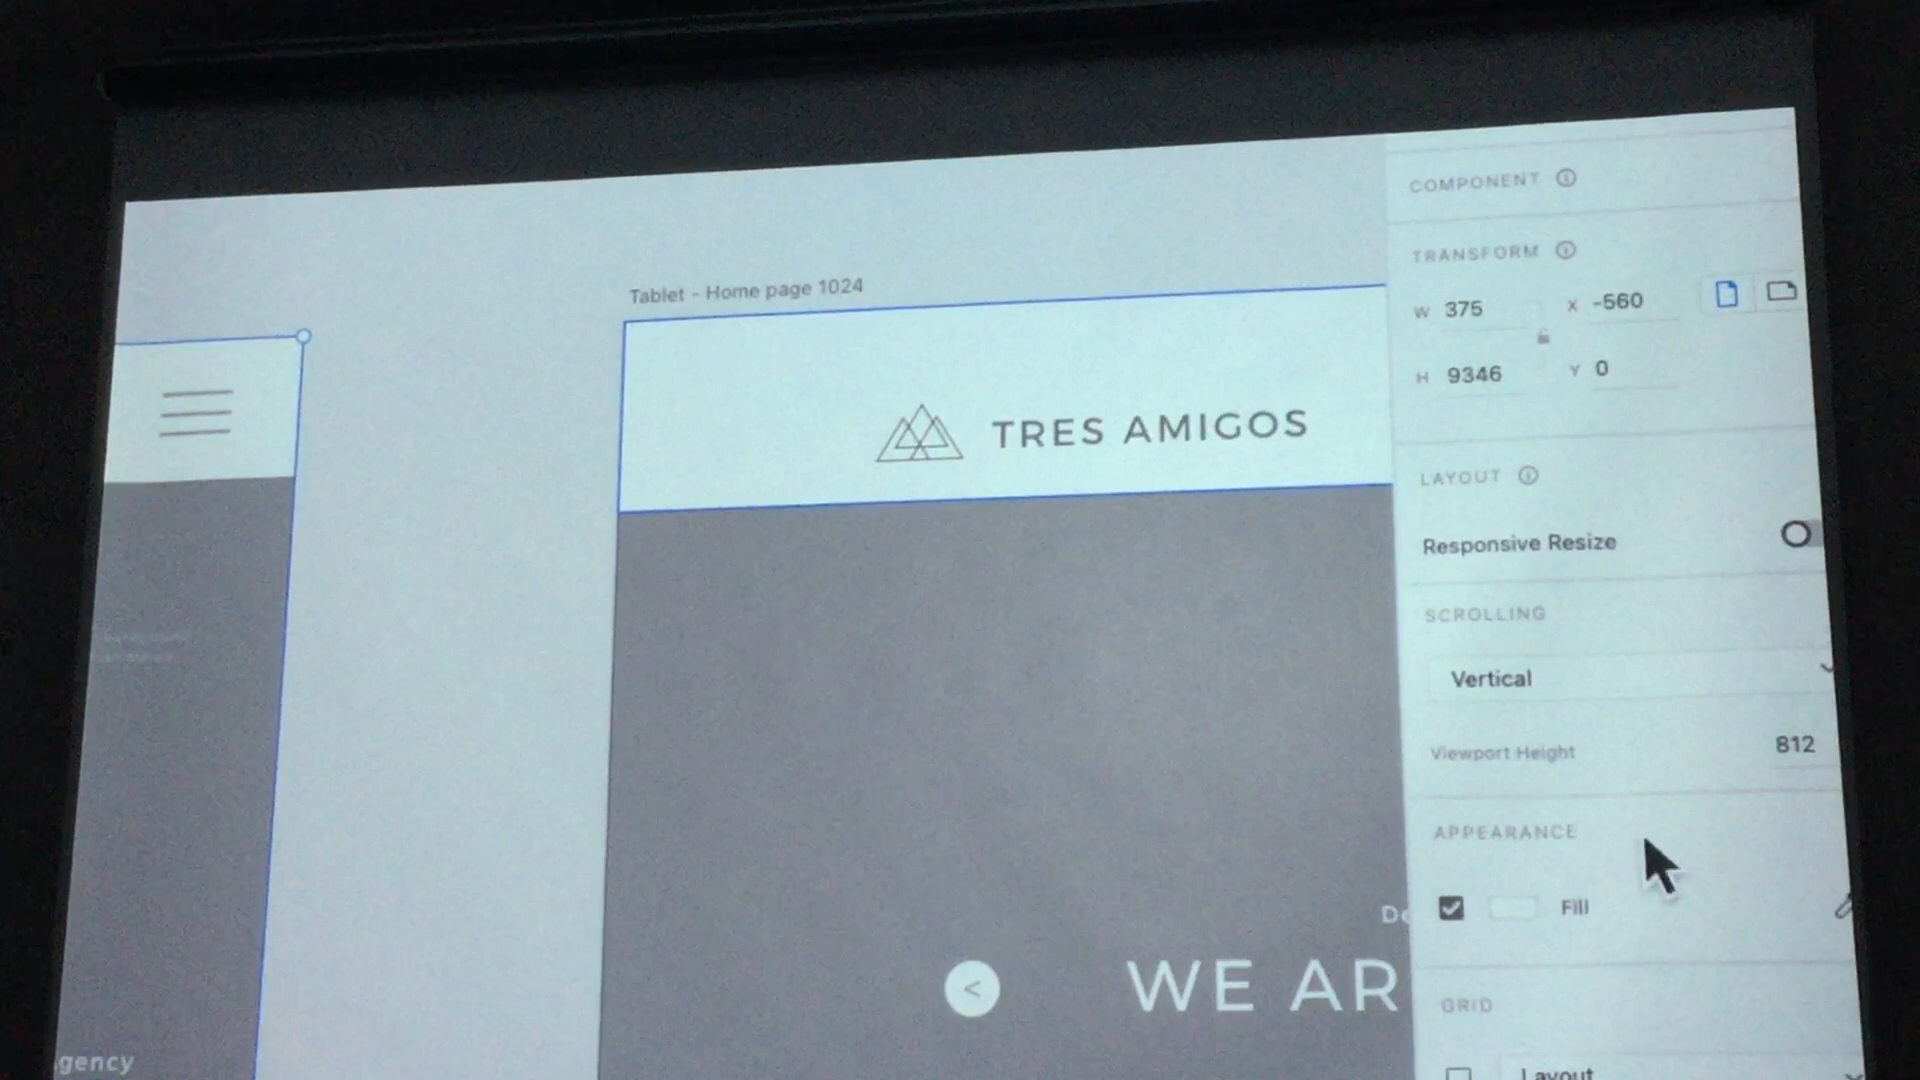 COMPONENT
TRANSFORM
W 375 X -560
H 9346 Y 0
Tablet - Home page 1024
TRES AMIGOS
LAYOUT
Responsive Resize
SCROLLING
Vertical
Viewport Height 812
APPEARANCE
Fill
De
< WE AR
GRID
gency
Layout